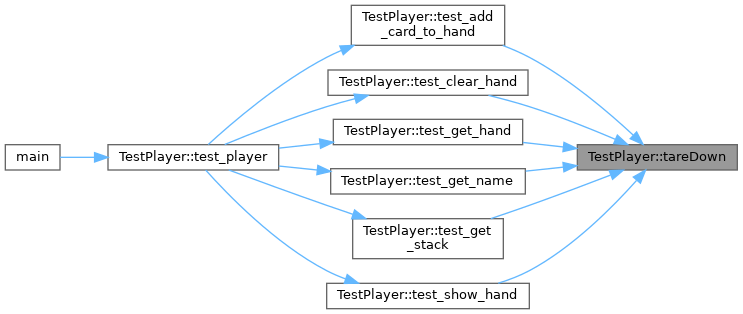 TestPlayer::test_add
_card_to_hand
TestPlayer::test_clear_hand
TestPlayer::test_get_hand
main
TestPlayer::test_player
TestPlayer::tareDown
TestPlayer::test_get_name
TestPlayer::test_get
_stack
TestPlayer::test_show_hand